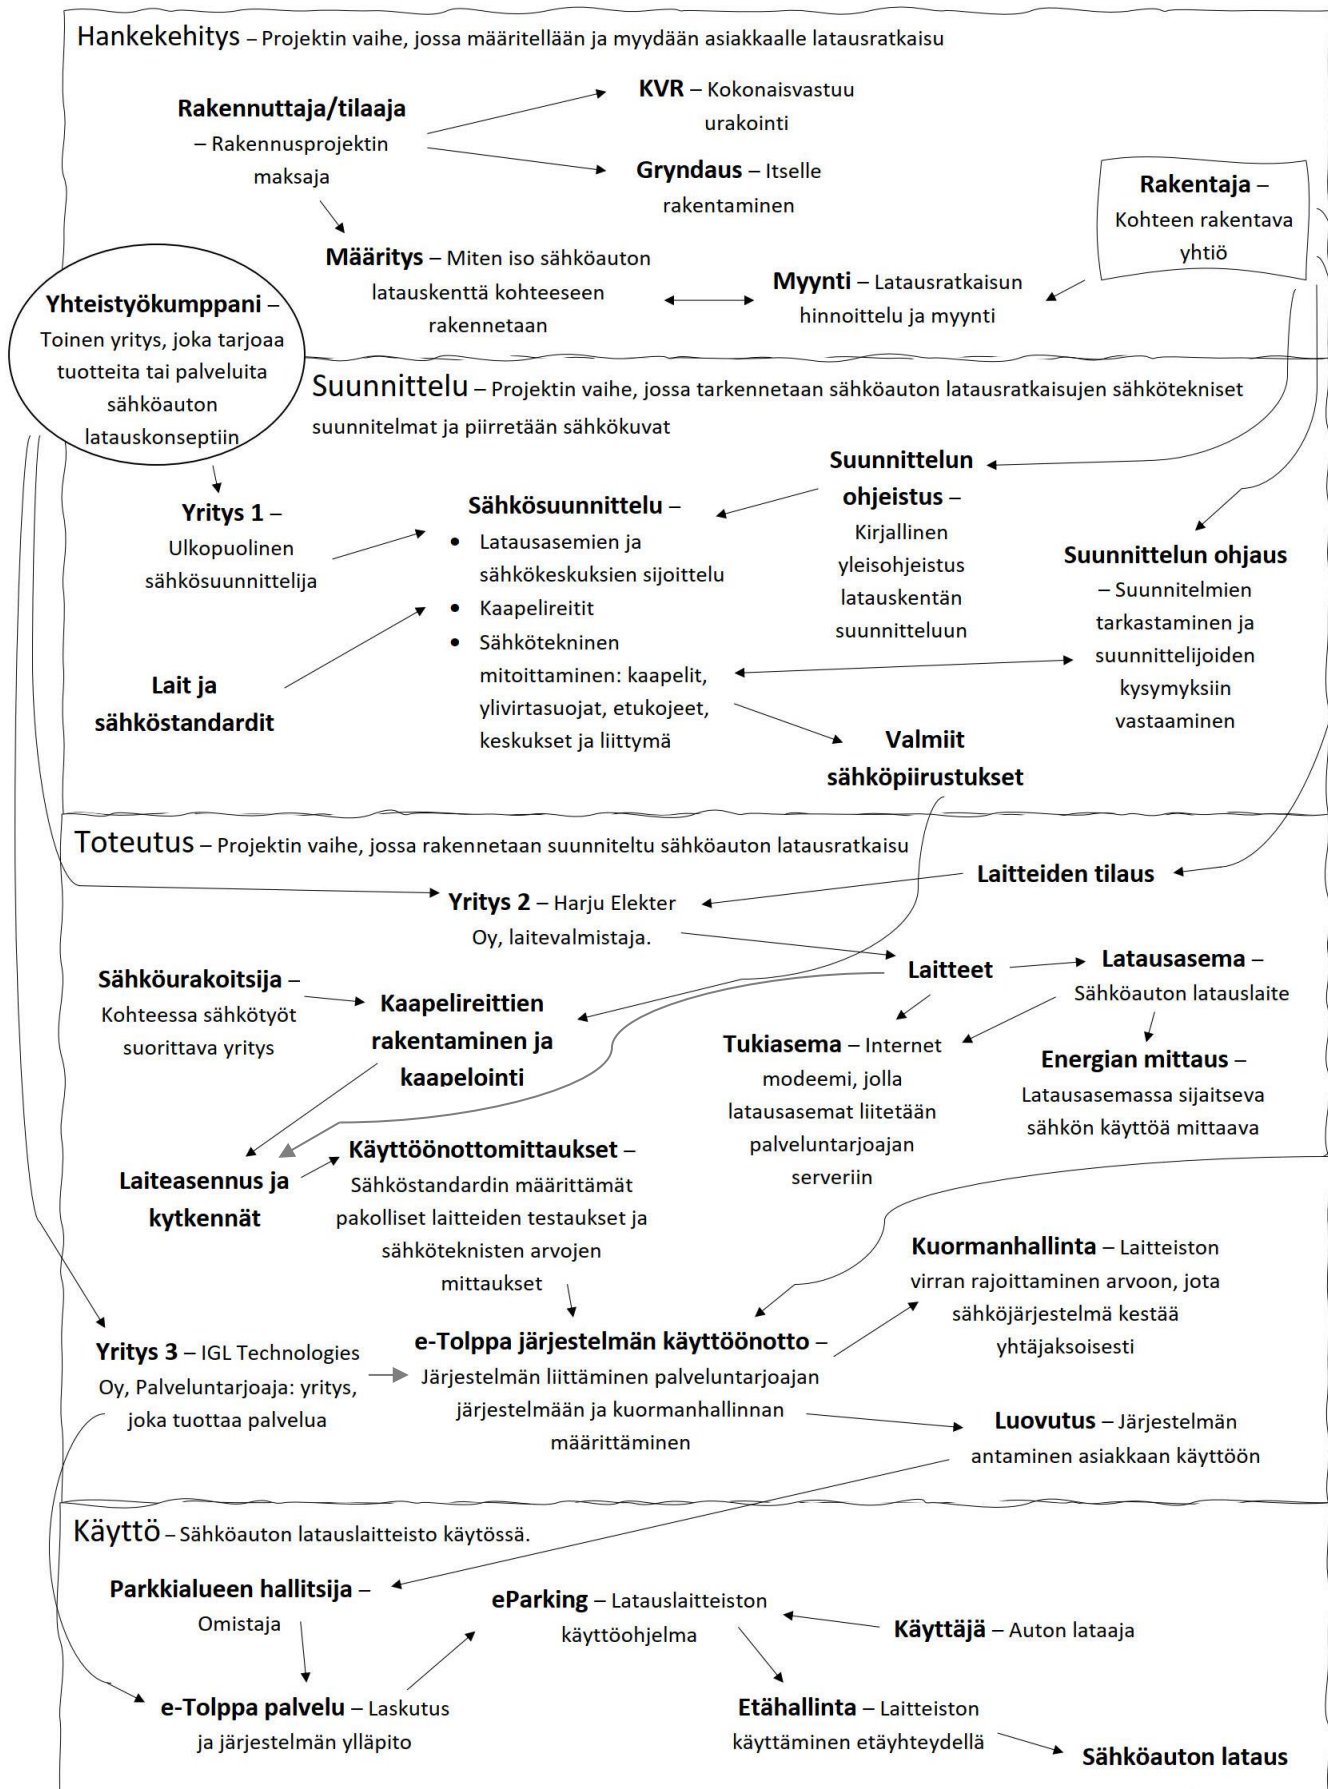 Hankekehitys – Projektin vaihe, jossa määritellään ja myydään asiakkaalle latausratkaisu
Rakennuttaja/tilaaja
– Rakennusprojektin
maksaja
KVR – Kokonaisvastuu
urakointi
Gryndaus – Itselle
rakentaminen
Rakentaja –
Kohteen rakentava
yhtiö
Määritys – Miten iso sähköauton
latauskenttä kohteeseen
rakennetaan
Myynti – Latausratkaisun
hinnoittelu ja myynti
Yhteistyökumppani –
Toinen yritys, joka tarjoaa
tuotteita tai palveluita
sähköauton
latauskonseptiin
Suunnittelu – Projektin vaihe, jossa tarkennetaan sähköauton latausratkaisujen sähkötekniset
suunnitelmat ja piirretään sähkökuvat
Yritys 1 –
Ulkopuolinen
sähkösuunnittelija
Lait ja
sähköstandardit
Sähkösuunnittelu –
• Latausasemien ja
sähkökeskuksien sijoittelu
• Kaapelireitit
• Sähkötekninen
mitoittaminen: kaapelit,
ylivirtasuojat, etukojeet,
keskukset ja liittymä
Suunnittelun
ohjeistus –
Kirjallinen
yleisohjeistus
latauskentän
suunnitteluun
Suunnittelun ohjaus
– Suunnitelmien
tarkastaminen ja
suunnittelijoiden
kysymyksiin
vastaaminen
Valmiit
sähköpiirustukset
Toteutus – Projektin vaihe, jossa rakennetaan suunniteltu sähköauton latausratkaisu
Laitteiden tilaus
Yritys 2 – Harju Elekter
Oy, laitevalmistaja.
Sähköurakoitsija –
Kohteessa sähkötyöt
suorittava yritys
Kaapelireittien
rakentaminen ja
kaapelointi
Laitteet
Latausasema –
Sähköauton latauslaite
Tukiasema – Internet
modeemi, jolla
latausasemat liitetään
palveluntarjoajan
serveriin
Energian mittaus –
Latausasemassa sijaitseva
sähkön käyttöä mittaava
Laiteasennus ja
kytkennät
Käyttöönottomittaukset –
Sähköstandardin määrittämät
pakolliset laitteiden testaukset ja
sähköteknisten arvojen
mittaukset
Kuormanhallinta – Laitteiston
virran rajoittaminen arvoon, jota
sähköjärjestelmä kestää
yhtäjaksoisesti
Yritys 3 – IGL Technologies
Oy, Palveluntarjoaja: yritys,
joka tuottaa palvelua
e-Tolppa järjestelmän käyttöönotto –
Järjestelmän liittäminen palveluntarjoajan
järjestelmään ja kuormanhallinnan
määrittäminen
Luovutus – Järjestelmän
antaminen asiakkaan käyttöön
Käyttö – Sähköauton latauslaitteisto käytössä.
Parkkialueen hallitsija –
Omistaja
eParking – Latauslaitteiston
käyttöohjelma
Käyttäjä – Auton lataaja
e-Tolppa palvelu – Laskutus
ja järjestelmän ylläpito
Etähallinta – Laitteiston
käyttäminen etäyhteydellä
Sähköauton lataus